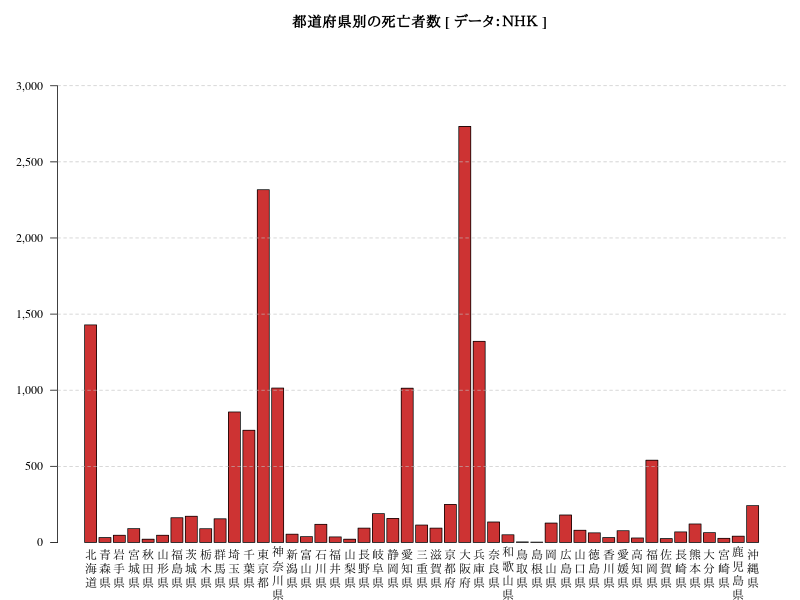 都道府県別の死亡者数 [ データ：NHK ]
3,000
2,500
2,000
1,500
1,000
500
0
北海道
青森県
岩手県
宮城県
秋田県
山形県
福島県
茨城県
栃木県
群馬県
埼玉県
千葉県
東京都
神奈川県
新潟県
富山県
石川県
福井県
山梨県
長野県
岐阜県
静岡県
愛知県
三重県
滋賀県
京都府
大阪府
兵庫県
奈良県
和歌山県
鳥取県
島根県
岡山県
広島県
山口県
徳島県
香川県
愛媛県
高知県
福岡県
佐賀県
長崎県
熊本県
大分県
宮崎県
鹿児島県
沖縄県